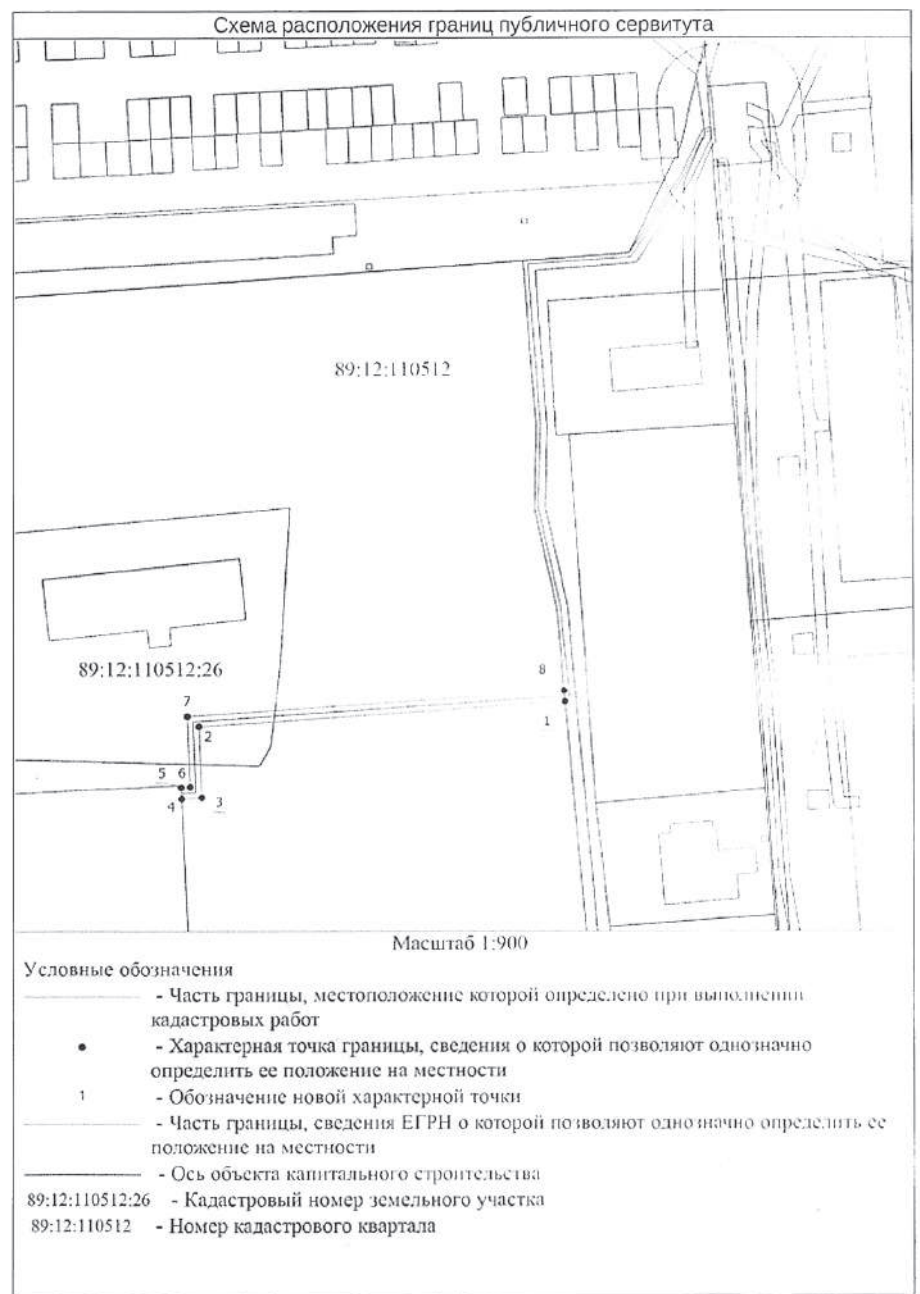 Схема расположения границ публичного сервитута
89:12:110512
89:12:110512:26
8
7
1
2
5 6
4
3
Масштаб 1:900
Условные обозначения
- Часть границы, местоположение которой определено при выполнении
кадастровых работ
- Характерная точка границы, сведения о которой позволяют однозначно
определить ее положение на местности
1 - Обозначение новой характерной точки
- Часть границы, сведения ЕГРН о которой позволяют однозначно определить ее
положение на местности
- Ось объекта капитального строительства
89:12:110512:26 - Кадастровый номер земельного участка
89:12:110512 - Номер кадастрового квартала